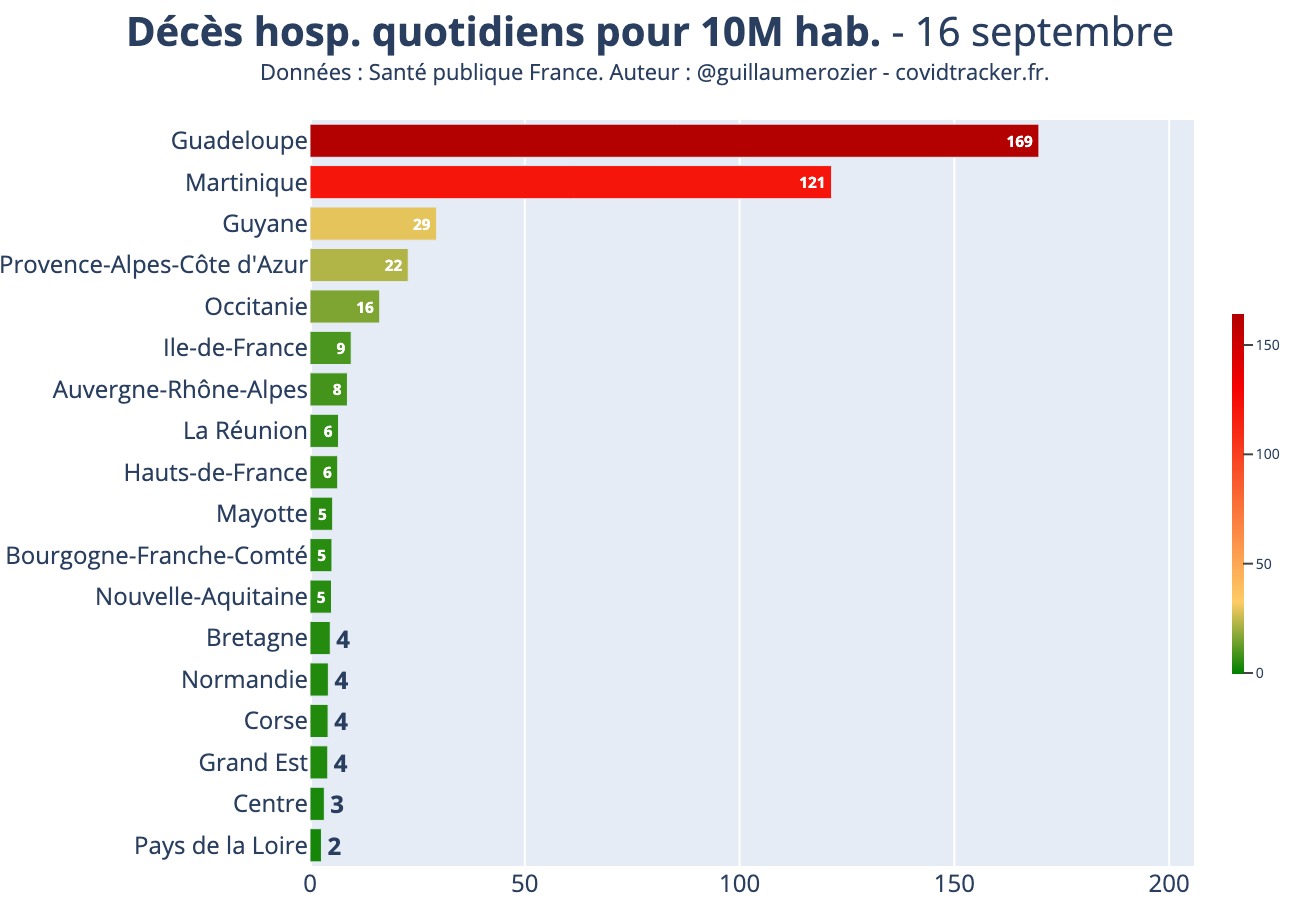 Décès hosp. quotidiens pour 10M hab. - 16 septembre
Données : Santé publique France. Auteur : @guillaumerozier - covidtracker.fr.
Guadeloupe 169
Martinique 121
Guyane 29
Provence-Alpes-Côte d'Azur 22
Occitanie 16
Ile-de-France 9
Auvergne-Rhône-Alpes 8
La Réunion 6
Hauts-de-France 6
Mayotte 5
Bourgogne-Franche-Comté 5
Nouvelle-Aquitaine 5
Bretagne 4
Normandie 4
Corse 4
Grand Est 4
Centre 3
Pays de la Loire 2
0 50 100 150 200
150
100
50
0